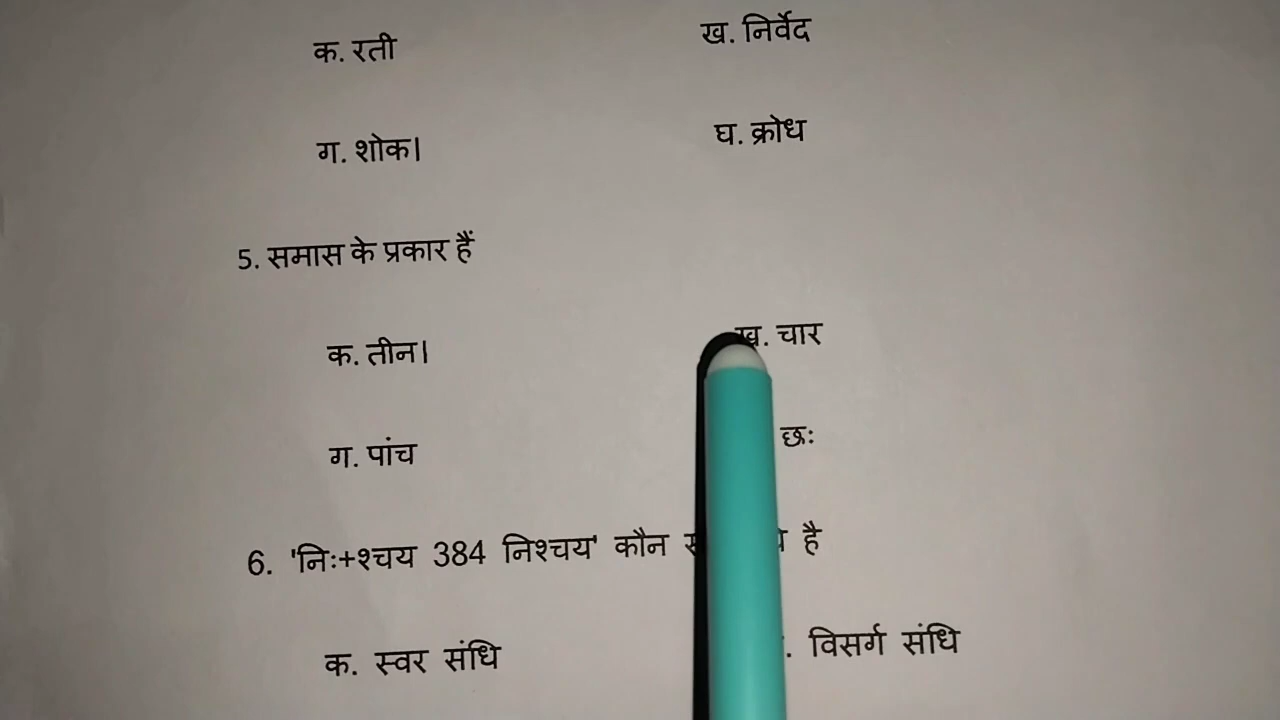 क. रती ख. निर्वेद
ग. शोक। घ. क्रोध
5. समास के प्रकार हैं
क. तीन। ख. चार
ग. पांच छः
6. 'निः+श्चय 384 निश्चय' कौन है
क. स्वर संधि . विसर्ग संधि